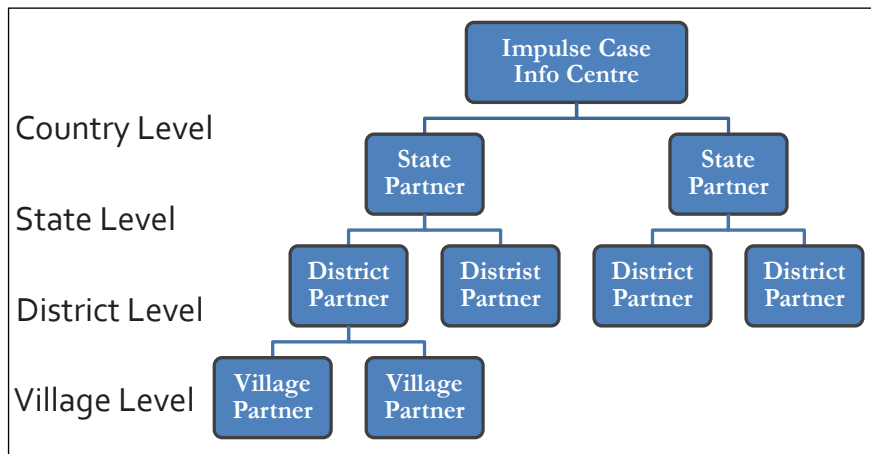 Impulse Case
Info Centre
Country Level
State
Partner
State
Partner
State Level
District
Partner
Distrist
Partner
District
Partner
District
Partner
District Level
Village
Partner
Village
Partner
Village Level